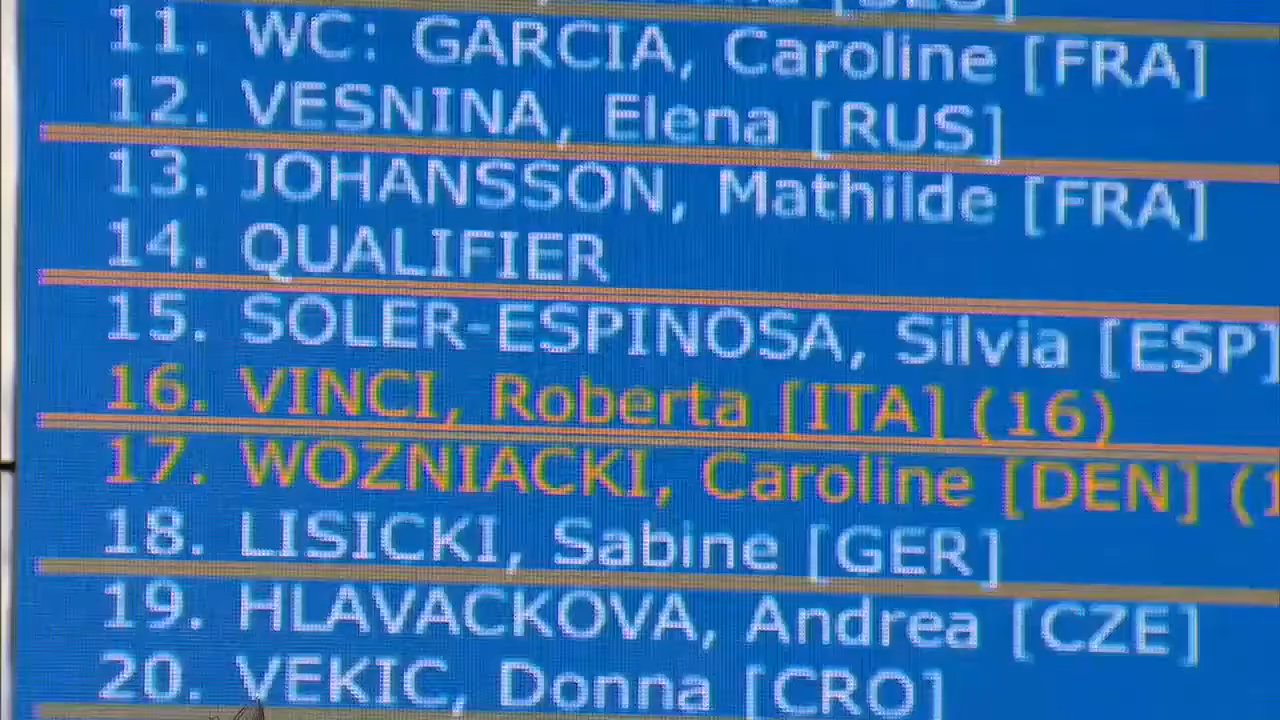 11. WC: GARCIA, Caroline [FRA]
12. VESNINA, Elena [RUS]
13. JOHANSSON, Mathilde [FRA]
14. QUALIFIER
15. SOLER-ESPINOSA, Silvia [ESP]
16. VINCI, Roberta [ITA] (16)
17. WOZNIACKI, Caroline [DEN]
18. LISICKI, Sabine [GER]
19. HLAVACKOVA, Andrea [CZE]
20. VEKIC, Donna [CRO]